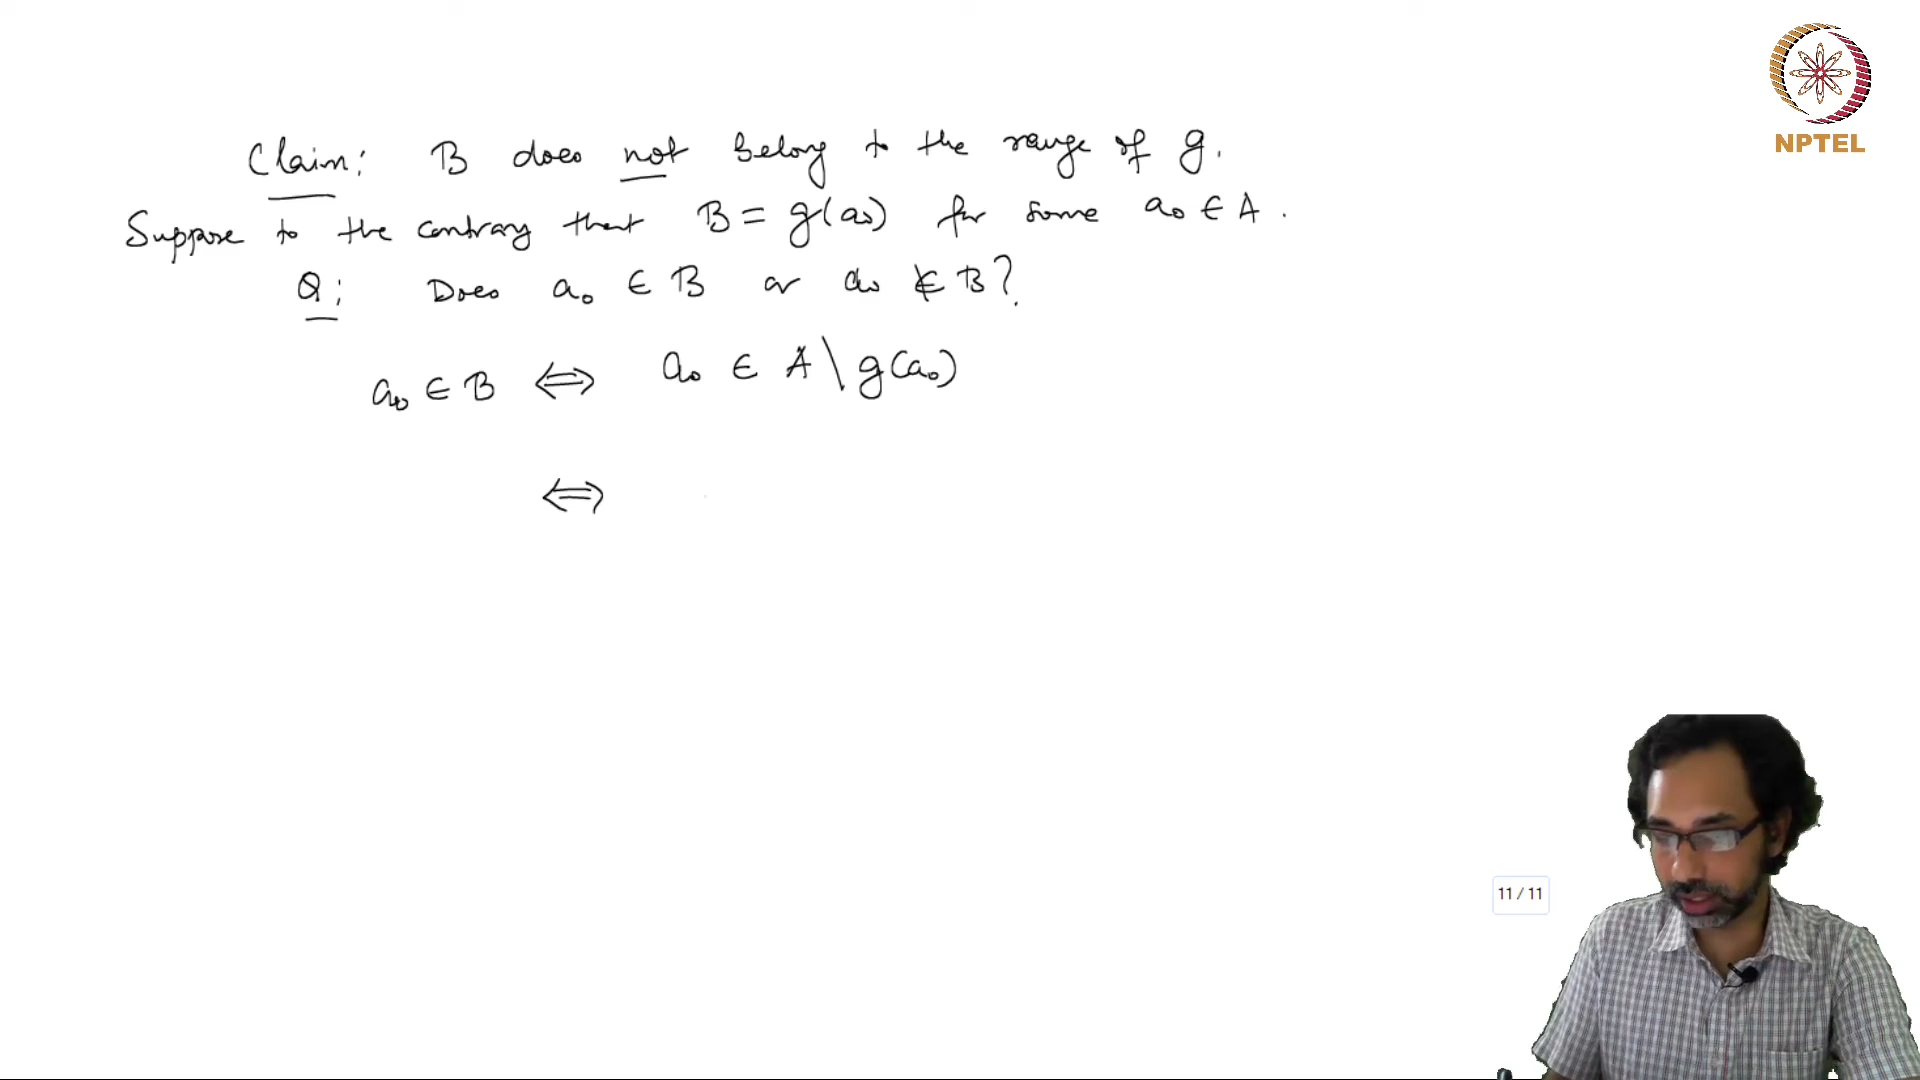 NPTEL
Claim: B does not belong to the range of g.
Suppose to the contrary that B = g(a₀) for some a₀ ∈ A.
Q: Does a₀ ∈ B or a₀ ∉ B?
a₀ ∈ B ⇔ a₀ ∈ A \ g(a₀)
⇔
11 / 11